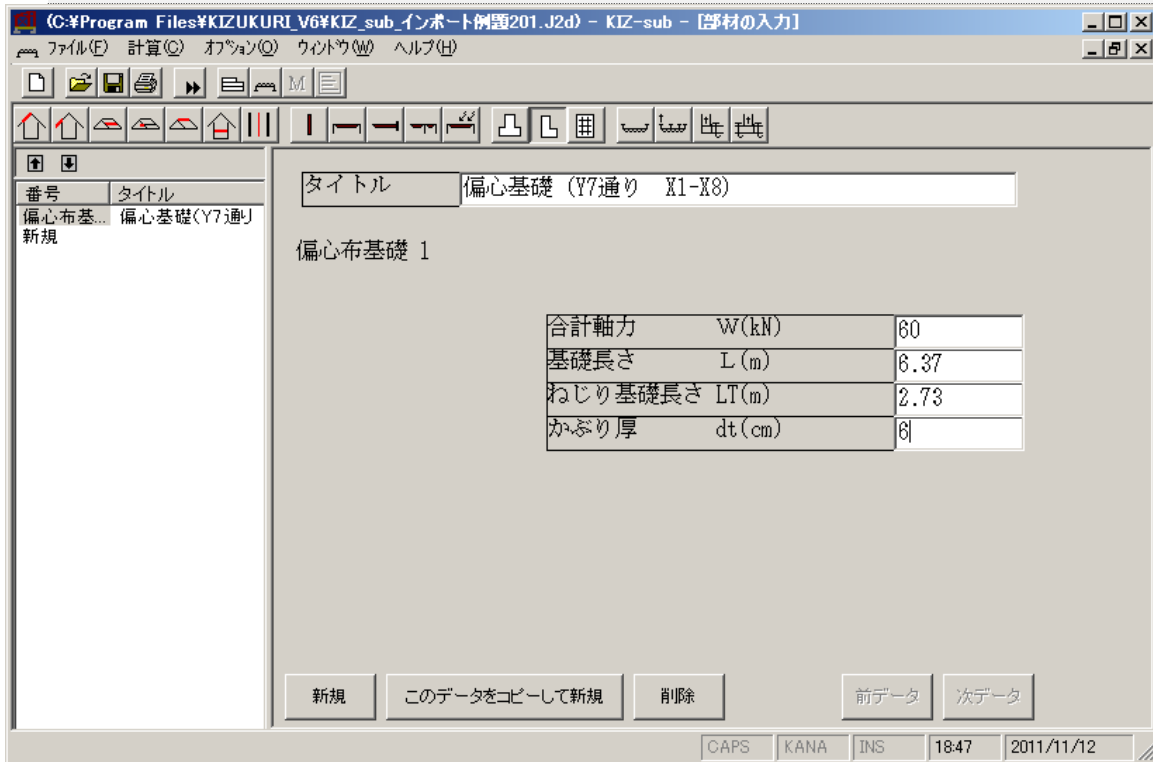 (C:¥Program Files¥KIZUKURI_V6¥KIZ_sub_インポート例題201.J2d) - KIZ-sub - [部材の入力]
ファイル(F) 計算(C) オプション(O) ウィンドウ(W) ヘルプ(H)
M
番号 タイトル
偏心布基... 偏心基礎(Y7通り
新規
タイトル 偏心基礎 (Y7通り X1-X8)
偏心布基礎 1
合計軸力 W(kN) 60
基礎長さ L(m) 6.37
ねじり基礎長さ LT(m) 2.73
かぶり厚 dt(cm) 6
新規 このデータをコピーして新規 削除 前データ 次データ
CAPS KANA INS 18:47 2011/11/12